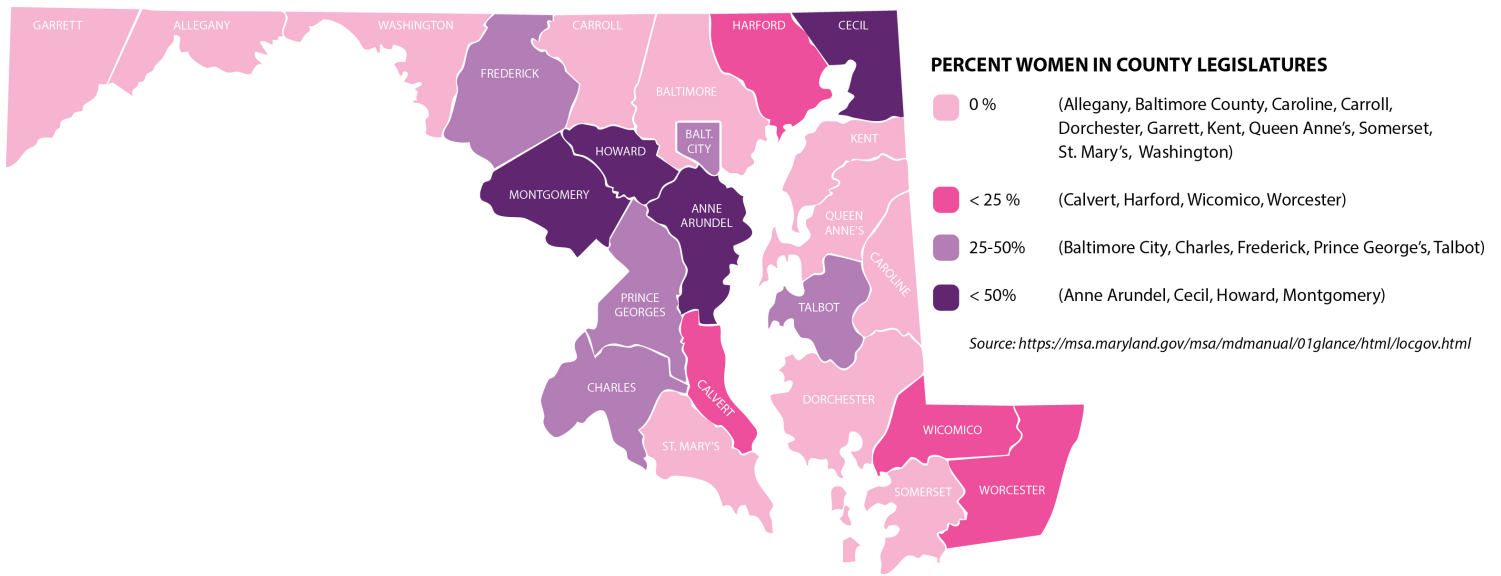 GARRETT
ALLEGANY
WASHINGTON
CARROLL
HARFORD
CECIL
FREDERICK
BALTIMORE
BALT.
CITY
KENT
HOWARD
MONTGOMERY
ANNE
ARUNDEL
QUEEN
ANNE'S
CAROLINE
PRINCE
GEORGES
TALBOT
CHARLES
CALVERT
DORCHESTER
ST. MARY'S
WICOMICO
SOMERSET
WORCESTER
PERCENT WOMEN IN COUNTY LEGISLATURES
0 % (Allegany, Baltimore County, Caroline, Carroll,
Dorchester, Garrett, Kent, Queen Anne's, Somerset,
St. Mary's, Washington)
< 25 % (Calvert, Harford, Wicomico, Worcester)
25-50% (Baltimore City, Charles, Frederick, Prince George's, Talbot)
< 50% (Anne Arundel, Cecil, Howard, Montgomery)
Source: https://msa.maryland.gov/msa/mdmanual/01glance/html/locgov.html